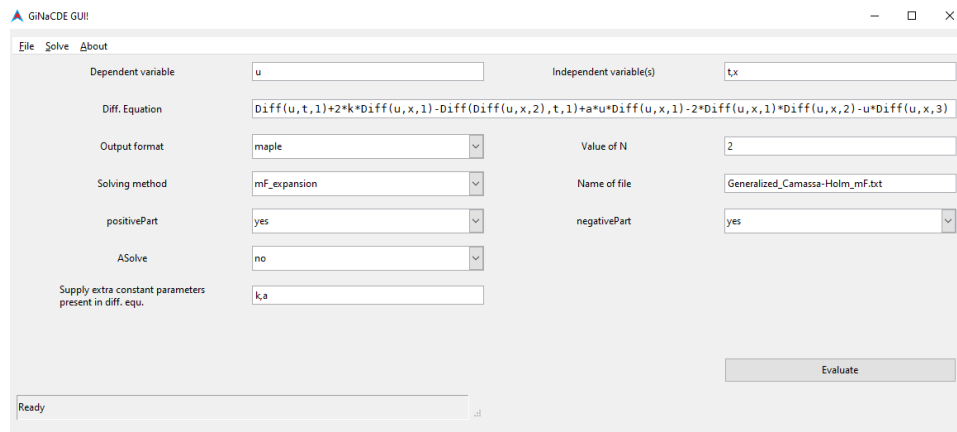 GiNaCDE GUI!
File Solve About
Dependent variable u Independent variable(s) t,x
Diff. Equation Diff(u,t,1)+2*k*Diff(u,x,1)-Diff(Diff(u,x,2),t,1)+a*u*Diff(u,x,1)-2*Diff(u,x,1)*Diff(u,x,2)-u*Diff(u,x,3)
Output format maple Value of N 2
Solving method mF_expansion Name of file Generalized_Camassa-Holm_mF.txt
positivePart yes negativePart yes
ASolve no
Supply extra constant parameters
present in diff. equ. k,a
Evaluate
Ready